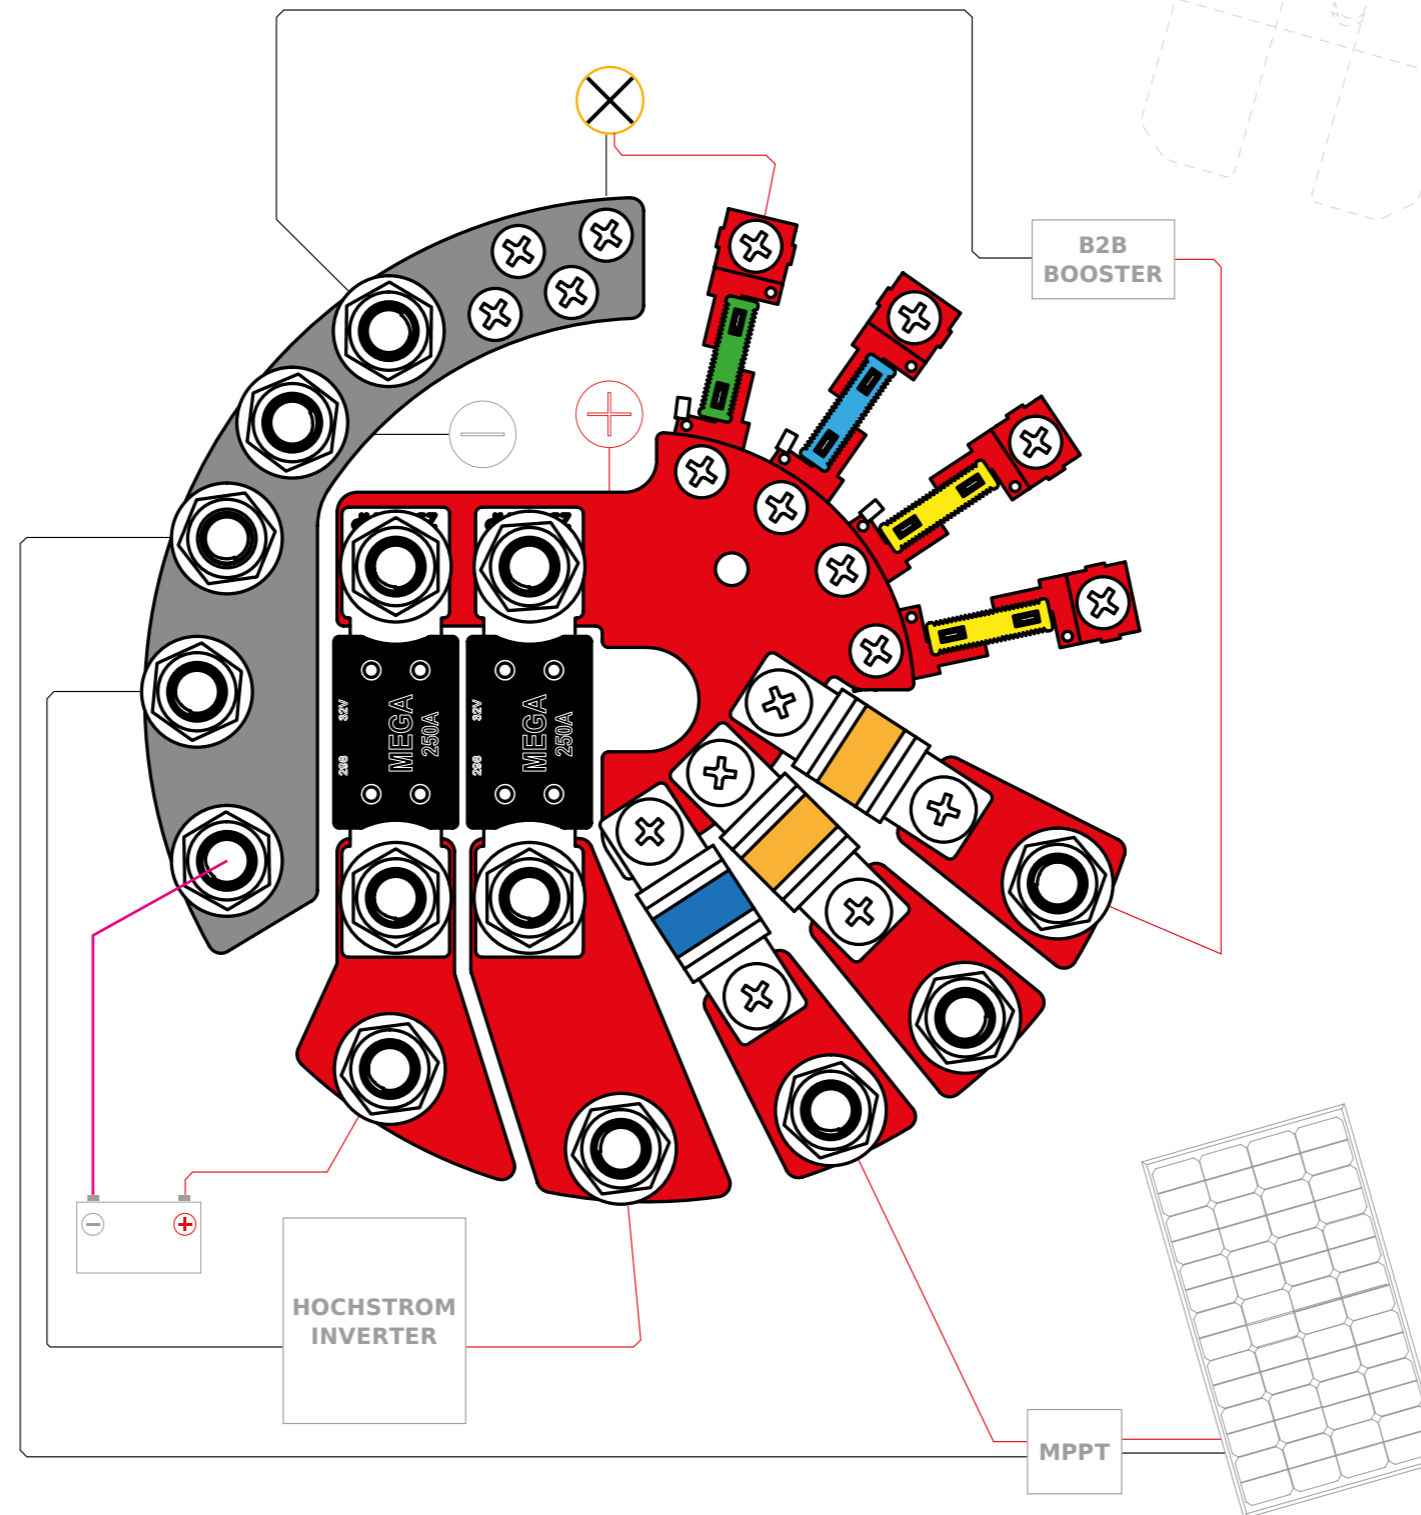 B2B
BOOSTER
32V
MEGA
250A
298
32V
MEGA
250A
298
HOCHSTROM
INVERTER
MPPT